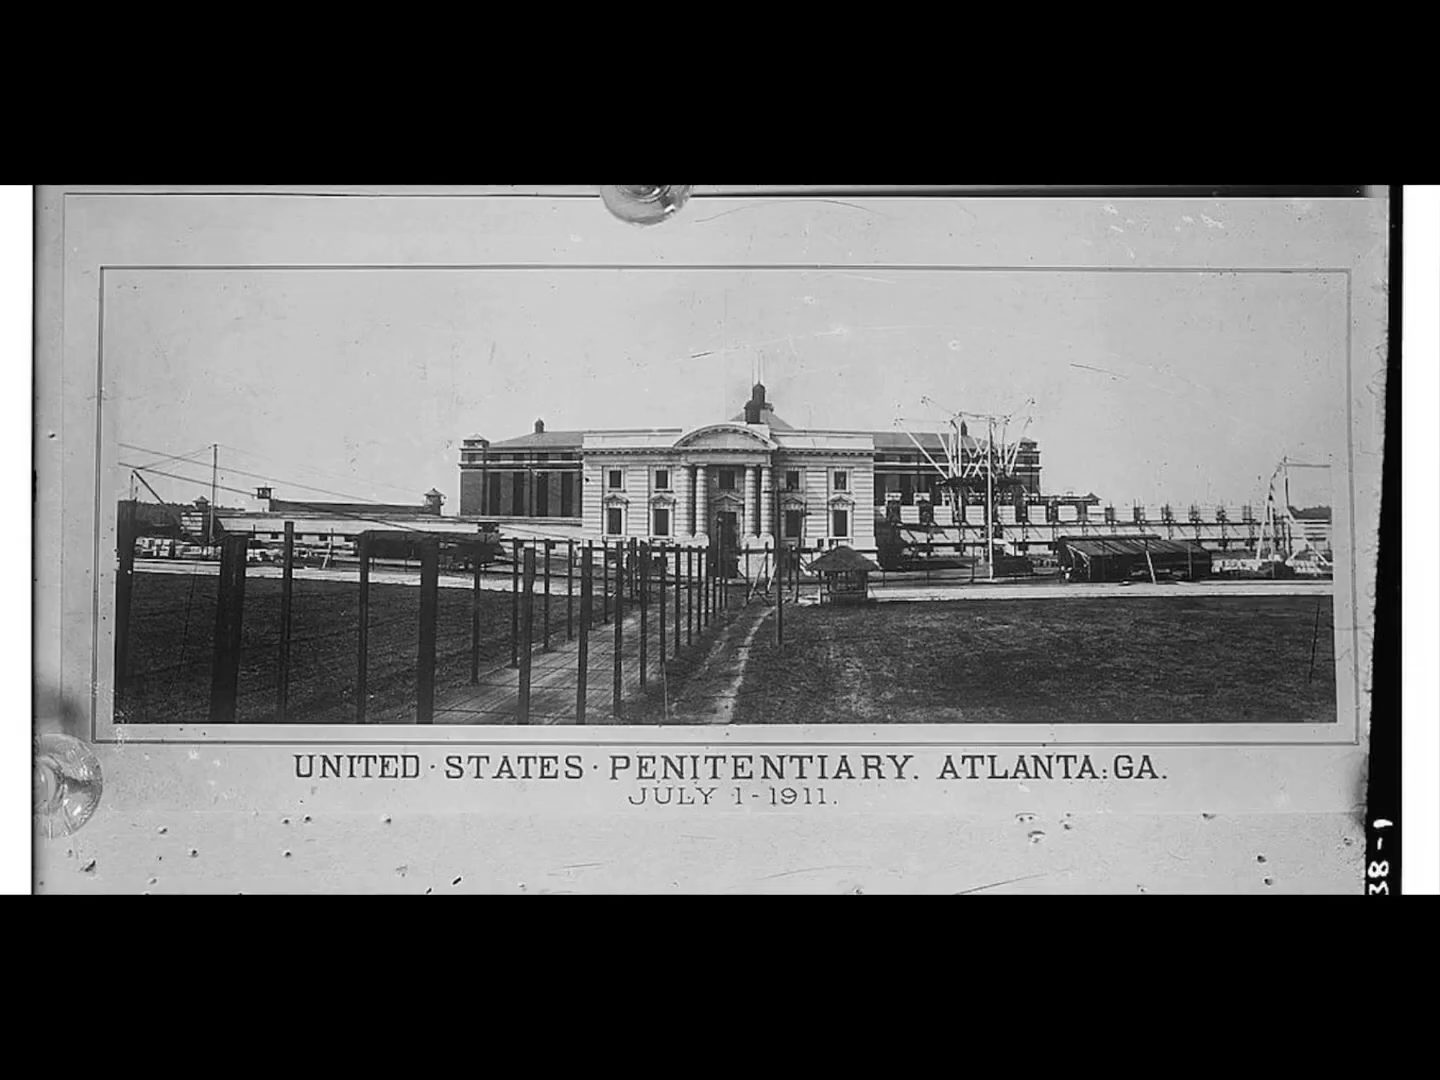 UNITED · STATES · PENITENTIARY. ATLANTA: GA.
JULY 1 - 1911.
38-1